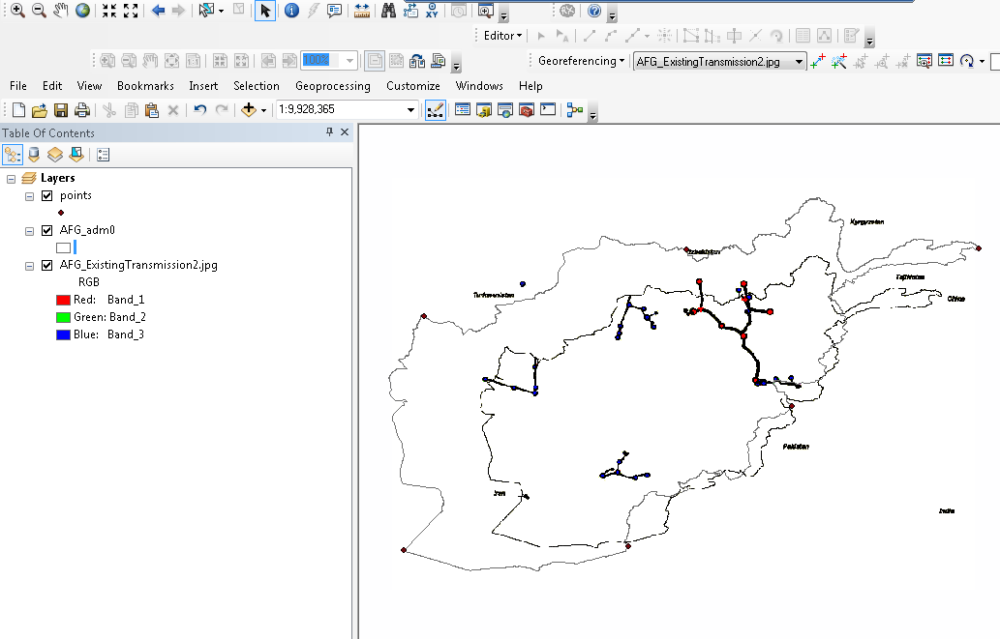 XY
Editor
100%
Georeferencing AFG_ExistingTransmission2.jpg
File Edit View Bookmarks Insert Selection Geoprocessing Customize Windows Help
1:9,928,365
Table Of Contents
Layers
points
AFG_adm0
AFG_ExistingTransmission2.jpg
RGB
Red: Band_1
Green: Band_2
Blue: Band_3
Kyrgyzstan
Uzbekistan
Tajikistan
Turkmenistan
China
Pakistan
Iran
India